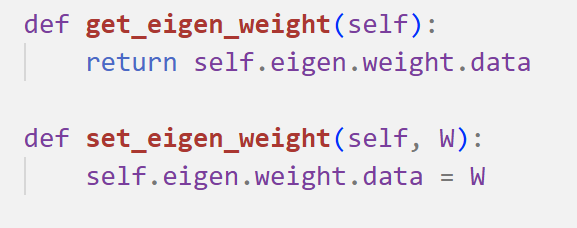 def get_eigen_weight(self):
    return self.eigen.weight.data
def set_eigen_weight(self, W):
    self.eigen.weight.data = W